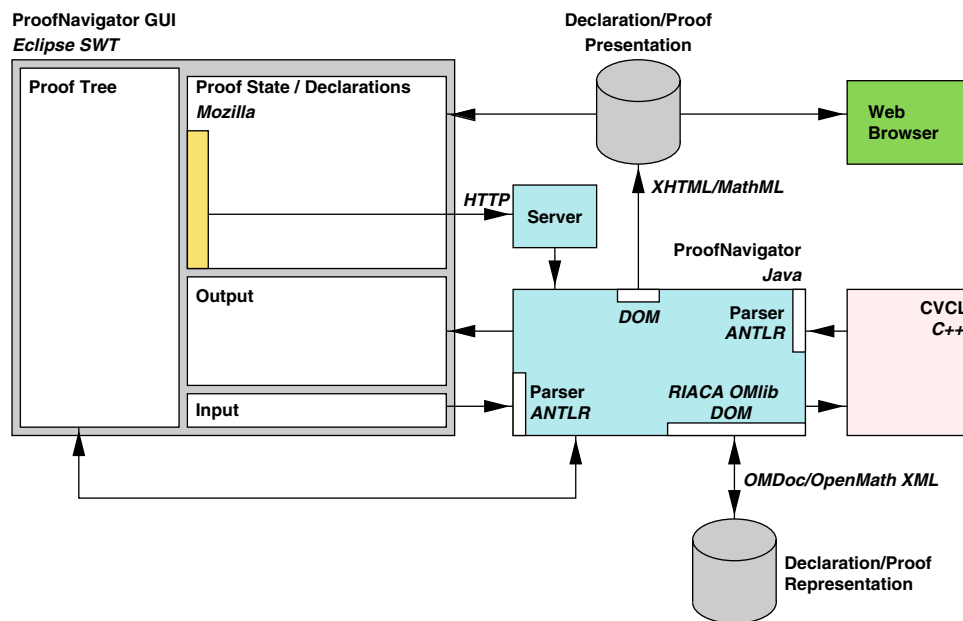 ProofNavigator GUI
Eclipse SWT
Declaration/Proof
Presentation
Proof Tree
Proof State / Declarations
Mozilla
Web
Browser
HTTP
XHTML/MathML
Server
ProofNavigator
Java
Output
DOM
Parser
ANTLR
CVCL
C++
Input
Parser
ANTLR
RIACA OMlib
DOM
OMDoc/OpenMath XML
Declaration/Proof
Representation